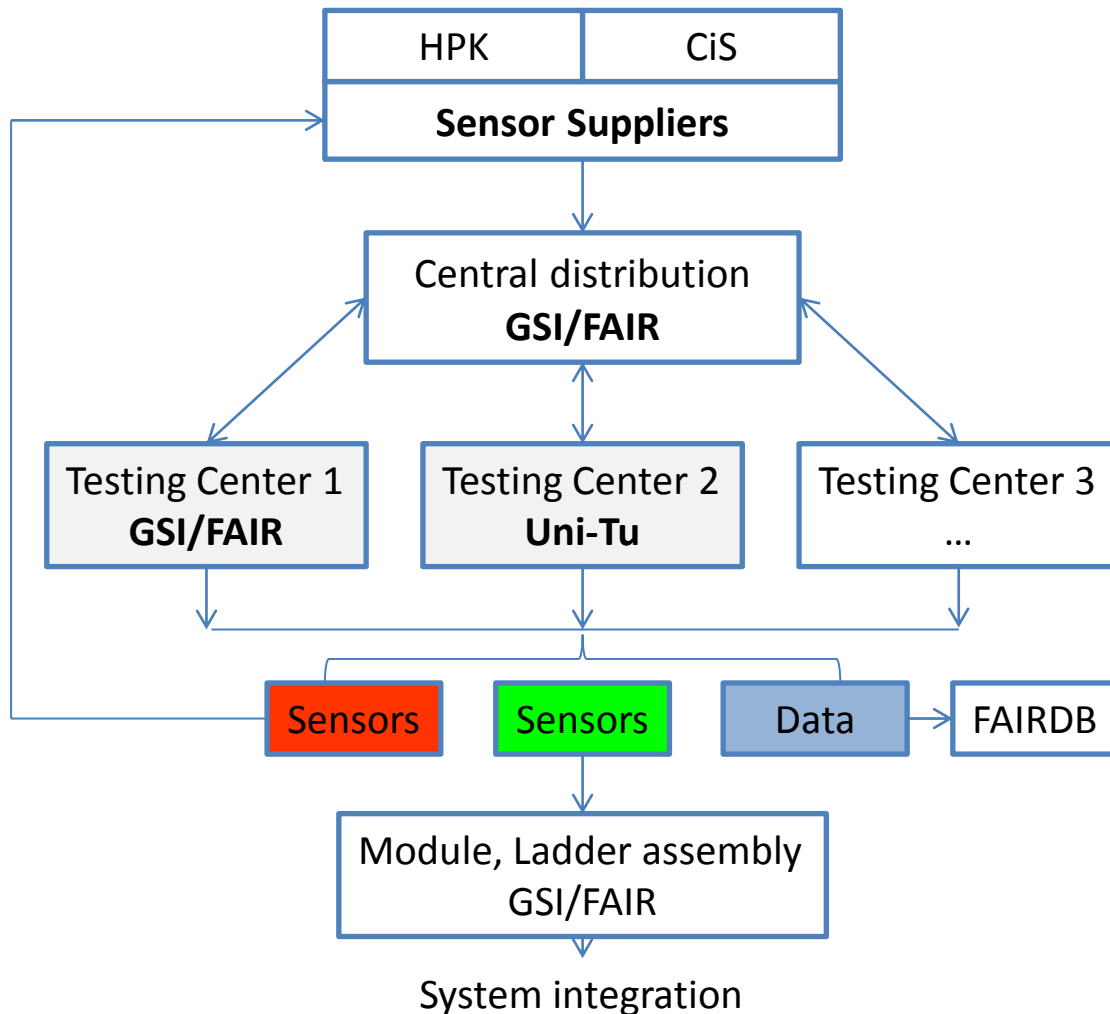 HPK
CiS
Sensor Suppliers
Central distribution
GSI/FAIR
Testing Center 1
GSI/FAIR
Testing Center 2
Uni-Tu
Testing Center 3
...
Sensors
Sensors
Data
FAIRDB
Module, Ladder assembly
GSI/FAIR
System integration